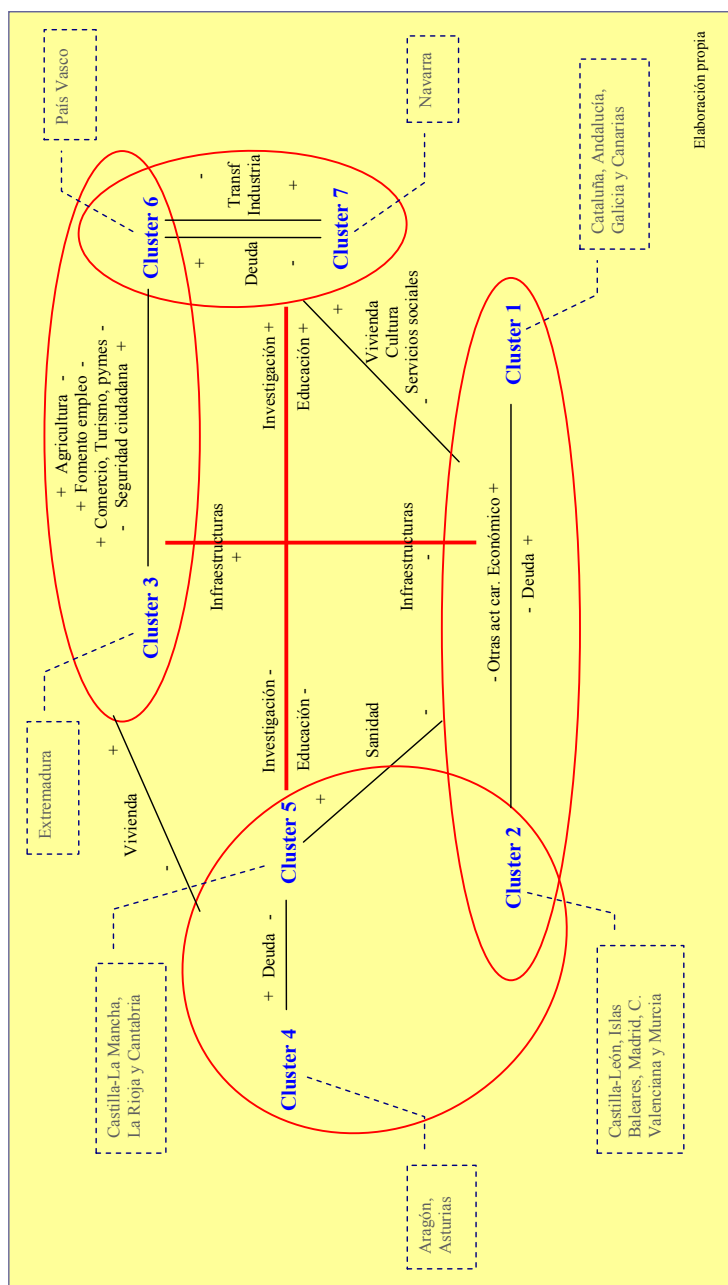 Extremadura
País Vasco
+ Agricultura -
+ Fomento empleo -
+ Comercio, Turismo, pymes -
- Seguridad ciudadana +
Cluster 3
Cluster 6
+
Vivienda
-
Castilla-La Mancha,
La Rioja y Cantabria
Infraestructuras
+
+
Deuda
-
-
Transf
Industria
+
Investigación -
Educación -
Investigación +
Educación +
Cluster 4
+ Deuda -
Cluster 5
Cluster 7
Navarra
+
Sanidad
-
Infraestructuras
-
+
Vivienda
Cultura
Servicios sociales
-
Aragón,
Asturias
- Otras act car. Económico +
- Deuda +
Cluster 2
Cluster 1
Castilla-León, Islas
Baleares, Madrid, C.
Valenciana y Murcia
Cataluña, Andalucía,
Galicia y Canarias
Elaboración propia